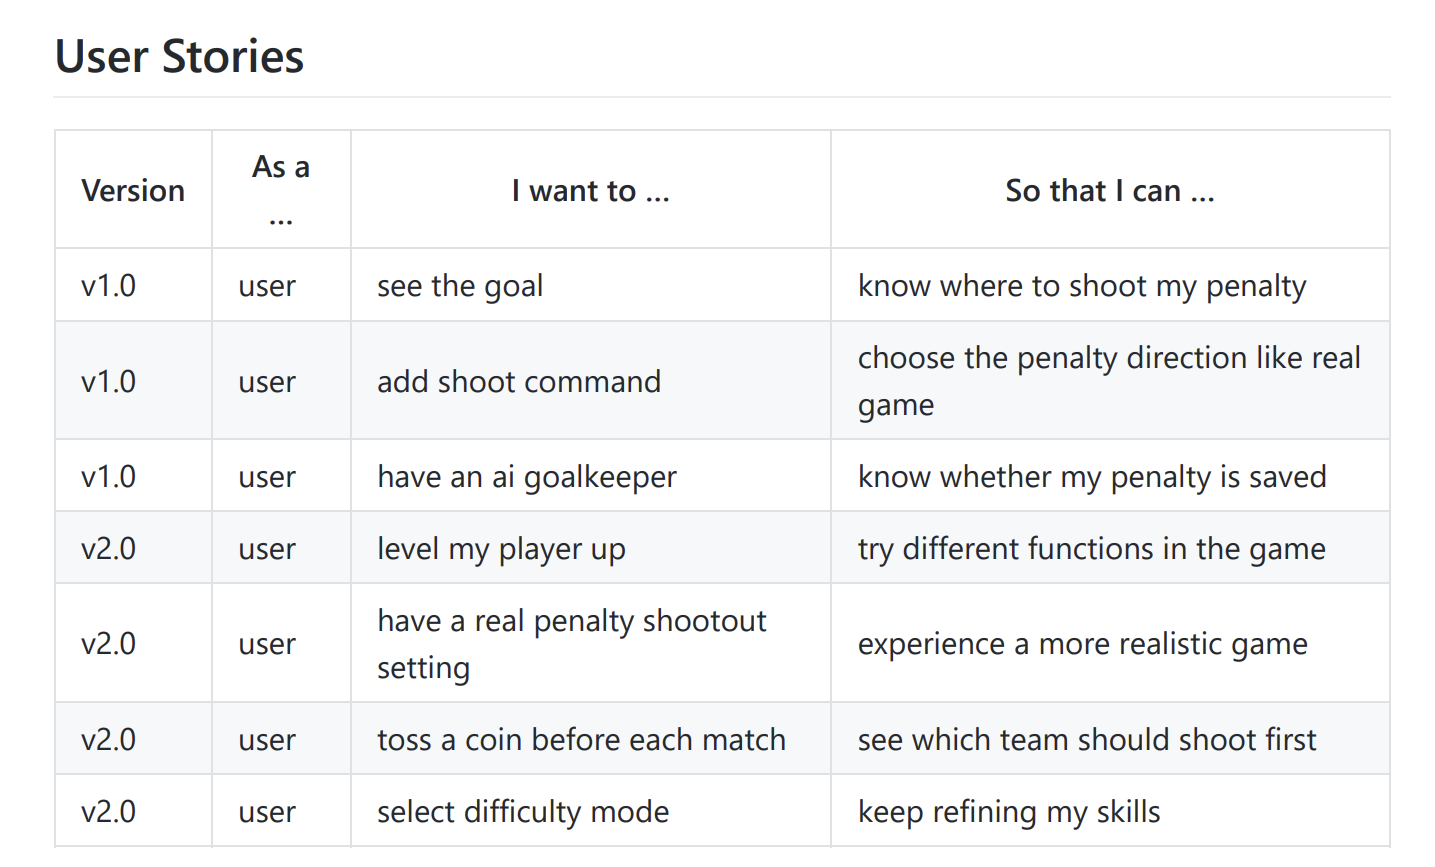 User Stories
Version As a ... I want to ... So that I can ...
v1.0 user see the goal know where to shoot my penalty
v1.0 user add shoot command choose the penalty direction like real game
v1.0 user have an ai goalkeeper know whether my penalty is saved
v2.0 user level my player up try different functions in the game
v2.0 user have a real penalty shootout setting experience a more realistic game
v2.0 user toss a coin before each match see which team should shoot first
v2.0 user select difficulty mode keep refining my skills